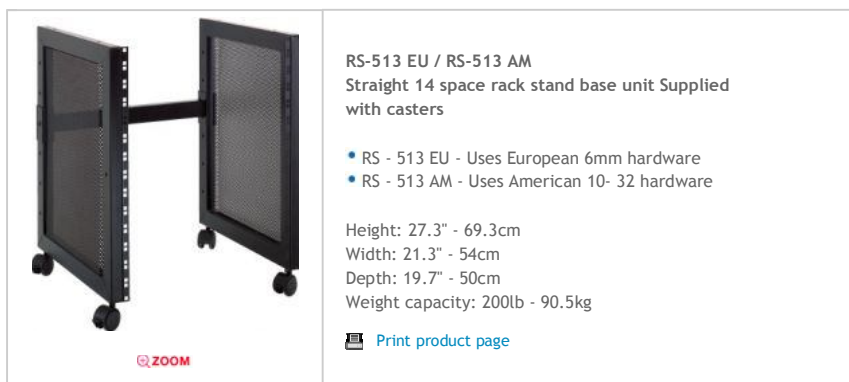 RS-513 EU / RS-513 AM
Straight 14 space rack stand base unit Supplied
with casters
RS - 513 EU - Uses European 6mm hardware
RS - 513 AM - Uses American 10- 32 hardware
Height: 27.3" - 69.3cm
Width: 21.3" - 54cm
Depth: 19.7" - 50cm
Weight capacity: 200lb - 90.5kg
Print product page
ZOOM